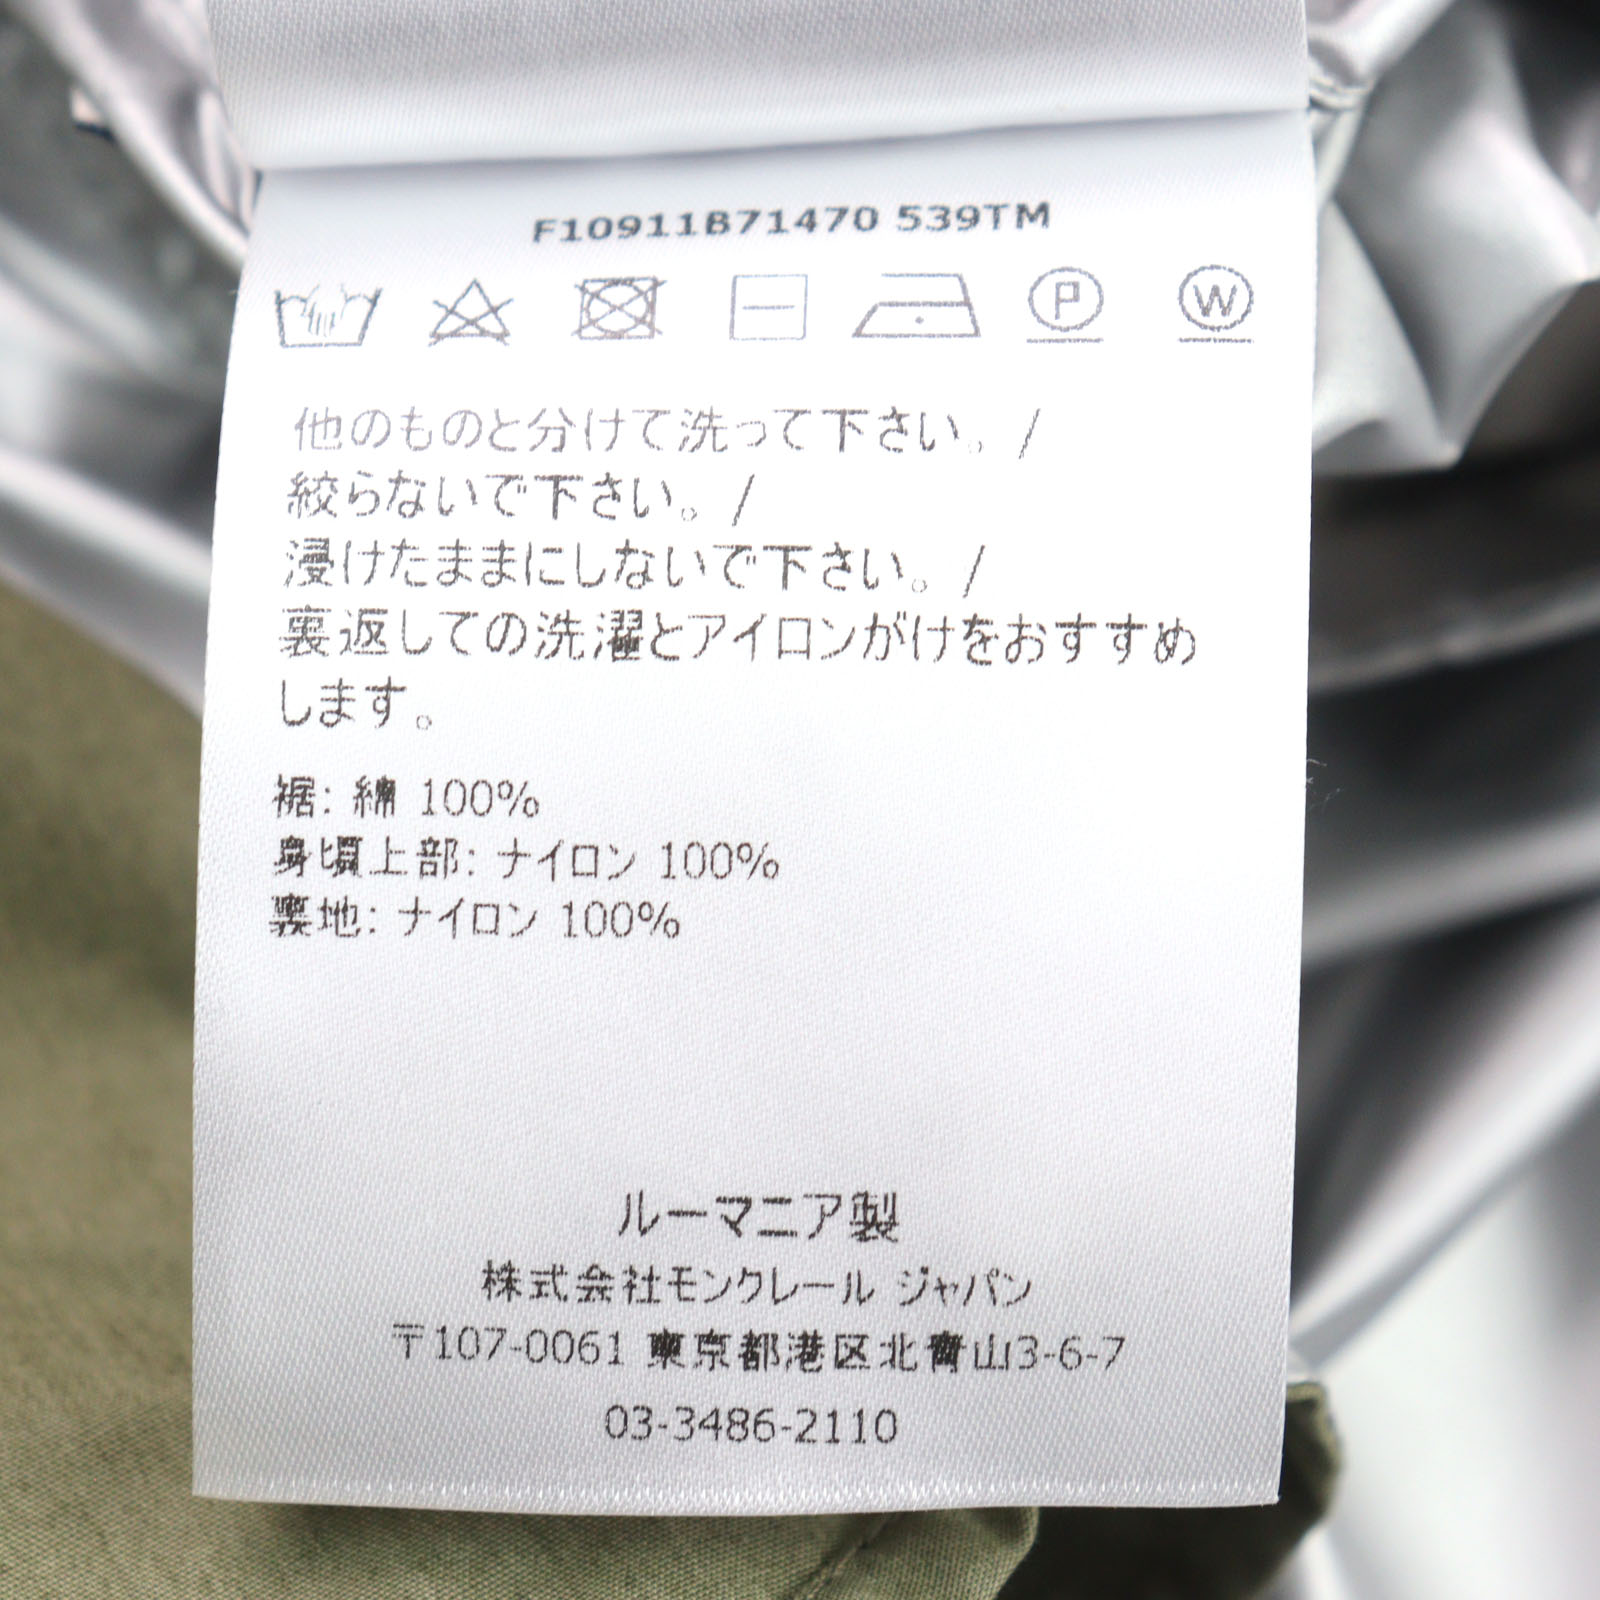 F10911B71470 539TM
P W
他のものと分けて洗って下さい。/
絞らないで下さい。/
浸けたままにしないで下さい。/
裏返しての洗濯とアイロンがけをおすすめ
します。
裾: 綿 100%
身頃上部: ナイロン 100%
裏地: ナイロン 100%
ルーマニア製
株式会社モンクレール ジャパン
〒107-0061 東京都港区北青山3-6-7
03-3486-2110